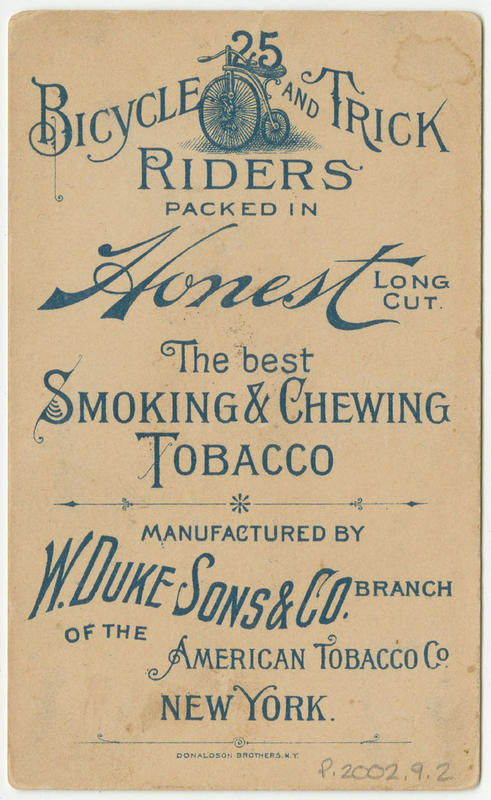 25
BICYCLE AND TRICK
RIDERS
PACKED IN
Honest LONG
CUT.
The best
SMOKING & CHEWING
TOBACCO
MANUFACTURED BY
W. DUKE SONS & CO. BRANCH
OF THE
AMERICAN TOBACCO Co.
NEW YORK.
DONALDSON BROTHERS, N.Y.
P.2002.9.2